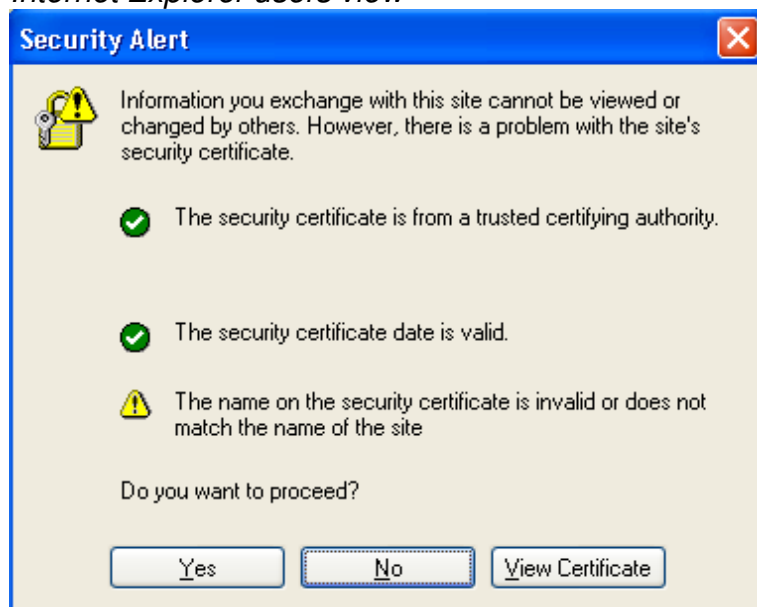 Internet Explorer users view
Security Alert
Information you exchange with this site cannot be viewed or
changed by others. However, there is a problem with the site's
security certificate.
The security certificate is from a trusted certifying authority.
The security certificate date is valid.
The name on the security certificate is invalid or does not
match the name of the site
Do you want to proceed?
Yes No View Certificate